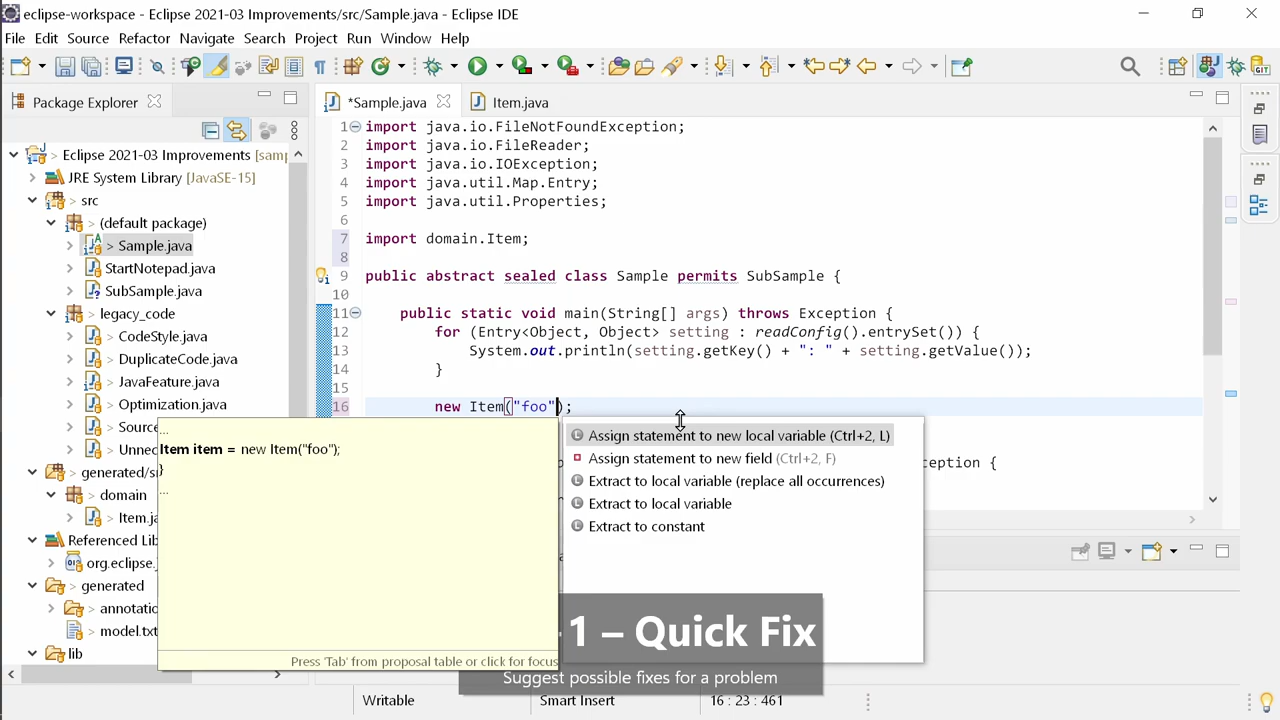 eclipse-workspace - Eclipse 2021-03 Improvements/src/Sample.java - Eclipse IDE
File Edit Source Refactor Navigate Search Project Run Window Help
Package Explorer
*Sample.java
Item.java
> Eclipse 2021-03 Improvements [samp
JRE System Library [JavaSE-15]
> src
> (default package)
> Sample.java
StartNotepad.java
SubSample.java
> legacy_code
> CodeStyle.java
> DuplicateCode.java
> JavaFeature.java
> Optimization.java
> Source
> Unnec
> generated/s
> domain
> Item.ja
Referenced Lib
org.eclipse.
> generated
> annotatio
> model.txt
> lib
1 import java.io.FileNotFoundException;
2 import java.io.FileReader;
3 import java.io.IOException;
4 import java.util.Map.Entry;
5 import java.util.Properties;
6
7 import domain.Item;
8
9 public abstract sealed class Sample permits SubSample {
10
11 public static void main(String[] args) throws Exception {
12 for (Entry<Object, Object> setting : readConfig().entrySet()) {
13 System.out.println(setting.getKey() + ": " + setting.getValue());
14 }
15
16 new Item("foo");
ception {
...
Item item = new Item("foo");
}
...
Press 'Tab' from proposal table or click for focus
Assign statement to new local variable (Ctrl+2, L)
Assign statement to new field (Ctrl+2, F)
Extract to local variable (replace all occurrences)
Extract to local variable
Extract to constant
1 – Quick Fix
Suggest possible fixes for a problem
Writable
Smart Insert
16 : 23 : 461